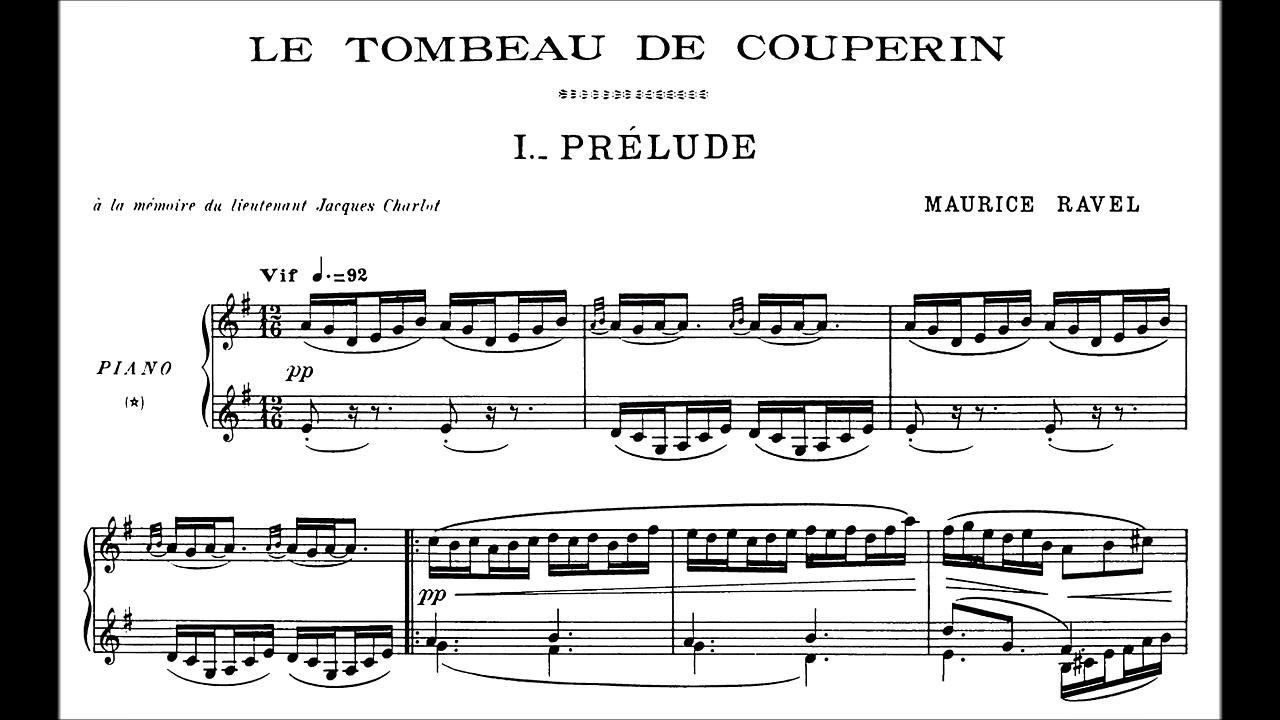 LE TOMBEAU DE COUPERIN
I.- PRÉLUDE
à la mémoire du lieutenant Jacques Charlot
MAURICE RAVEL
Vif ♩.=92
12
16
PIANO
(☆)
pp
12
16
pp